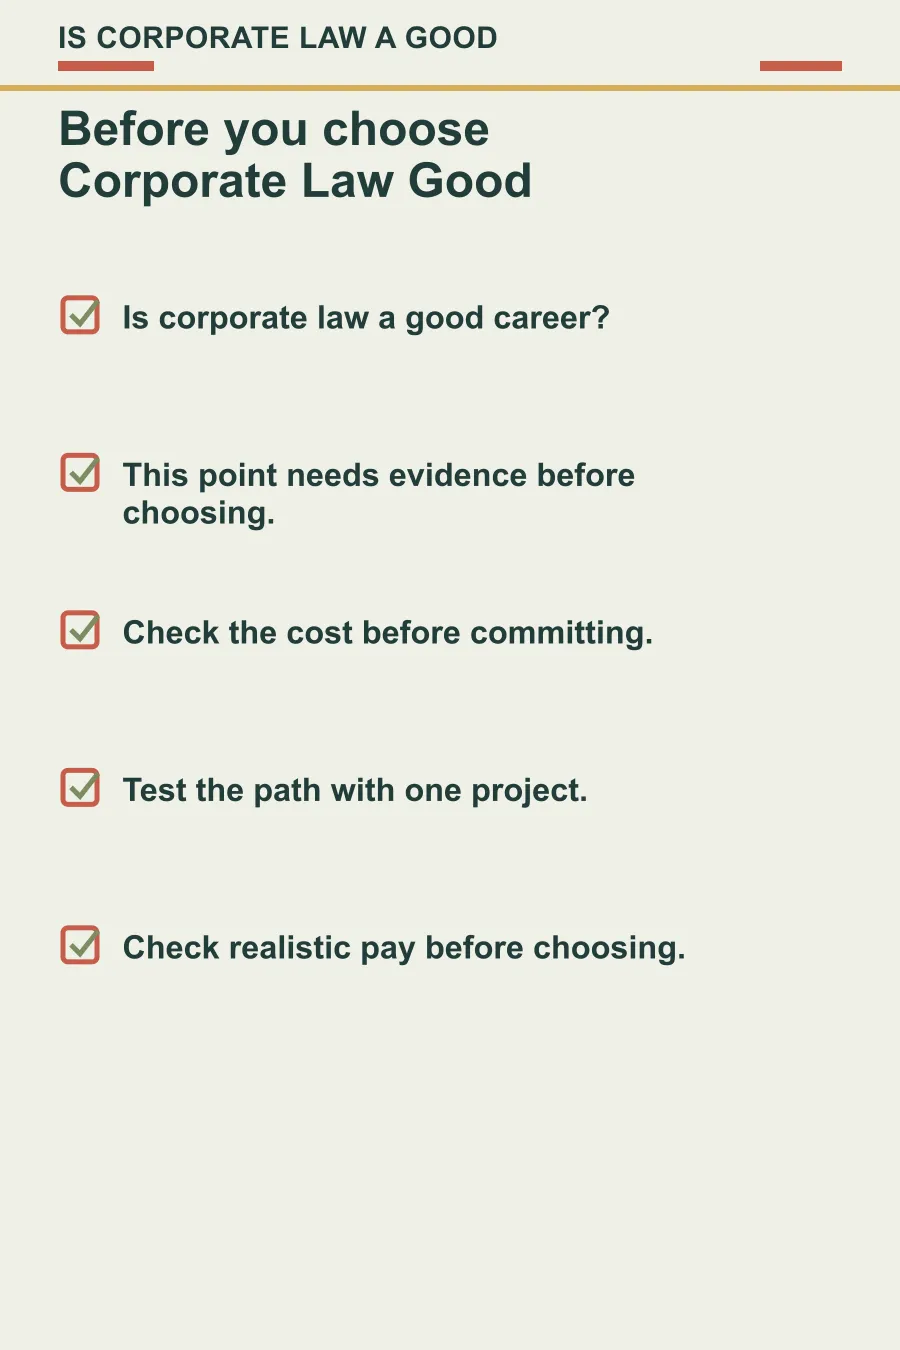 IS CORPORATE LAW A GOOD
Before you choose
Corporate Law Good
Is corporate law a good career?
This point needs evidence before
choosing.
Check the cost before committing.
Test the path with one project.
Check realistic pay before choosing.